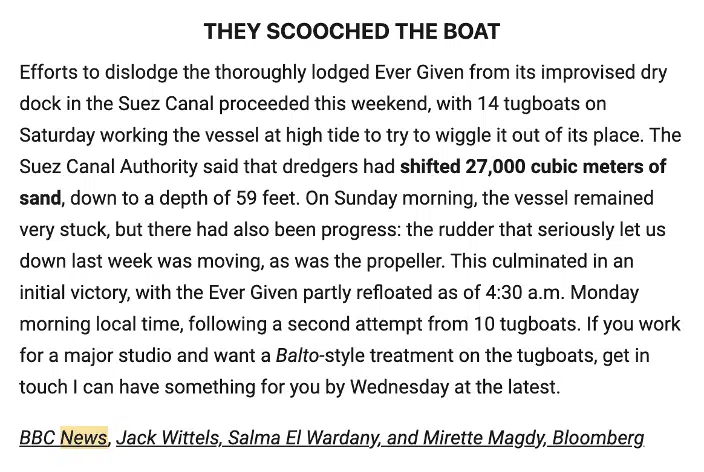 THEY SCOOCHED THE BOAT
Efforts to dislodge the thoroughly lodged Ever Given from its improvised dry
dock in the Suez Canal proceeded this weekend, with 14 tugboats on
Saturday working the vessel at high tide to try to wiggle it out of its place. The
Suez Canal Authority said that dredgers had shifted 27,000 cubic meters of
sand, down to a depth of 59 feet. On Sunday morning, the vessel remained
very stuck, but there had also been progress: the rudder that seriously let us
down last week was moving, as was the propeller. This culminated in an
initial victory, with the Ever Given partly refloated as of 4:30 a.m. Monday
morning local time, following a second attempt from 10 tugboats. If you work
for a major studio and want a Balto-style treatment on the tugboats, get in
touch I can have something for you by Wednesday at the latest.
BBC News, Jack Wittels, Salma El Wardany, and Mirette Magdy, Bloomberg